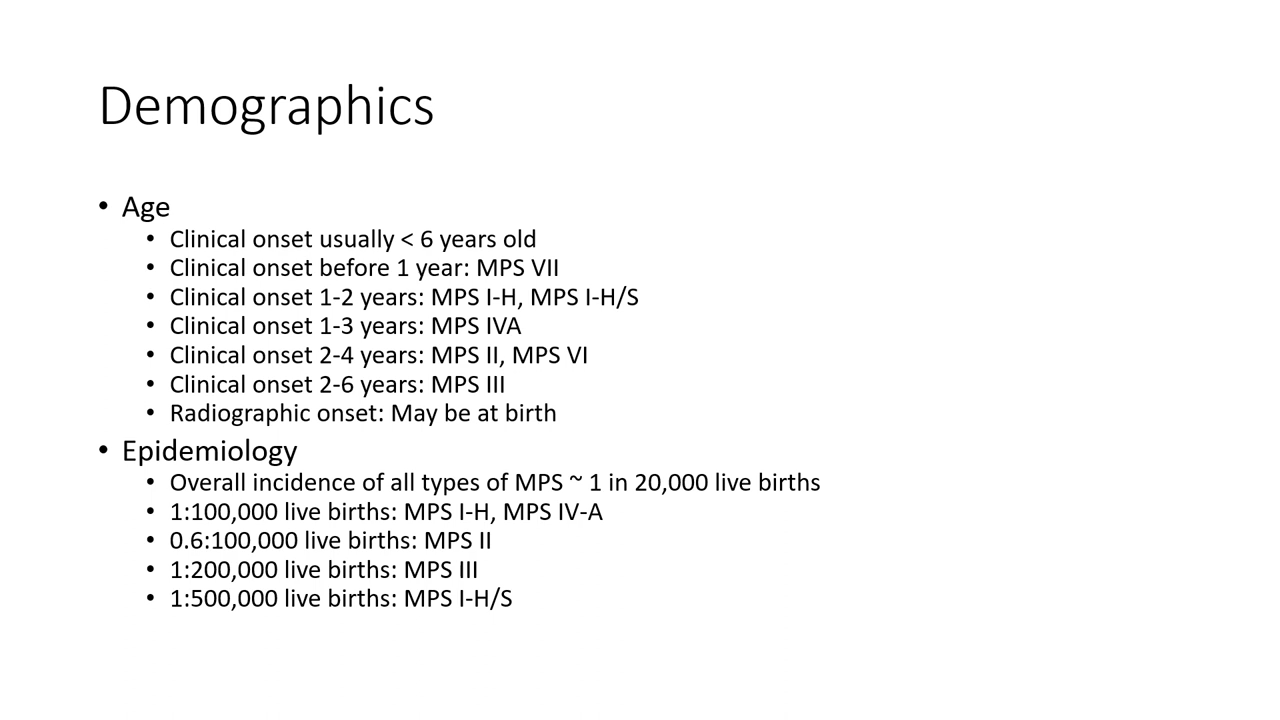 Demographics
• Age
• Clinical onset usually < 6 years old
• Clinical onset before 1 year: MPS VII
• Clinical onset 1-2 years: MPS I-H, MPS I-H/S
• Clinical onset 1-3 years: MPS IVA
• Clinical onset 2-4 years: MPS II, MPS VI
• Clinical onset 2-6 years: MPS III
• Radiographic onset: May be at birth
• Epidemiology
• Overall incidence of all types of MPS ~ 1 in 20,000 live births
• 1:100,000 live births: MPS I-H, MPS IV-A
• 0.6:100,000 live births: MPS II
• 1:200,000 live births: MPS III
• 1:500,000 live births: MPS I-H/S